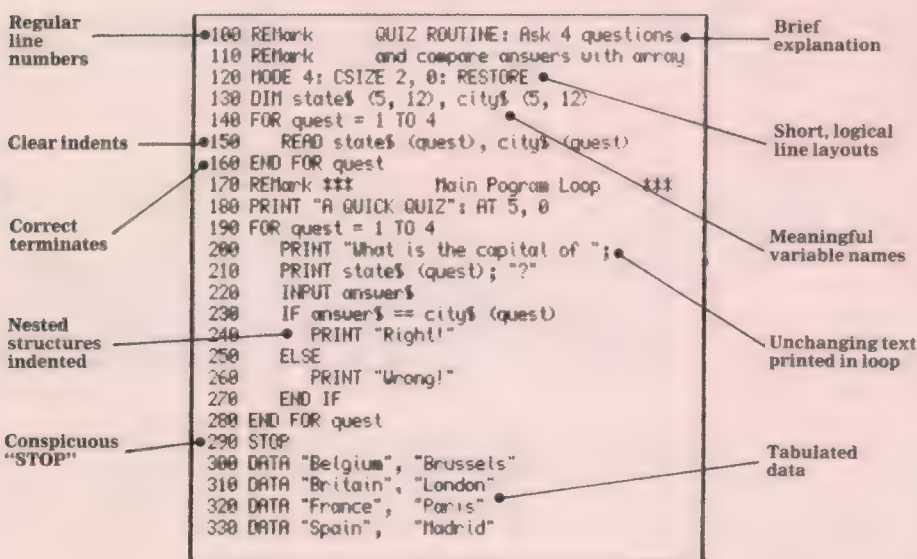 Regular
line
numbers
Clear indents
Correct
terminates
Nested
structures
indented
Conspicuous
"STOP"
100 REMark QUIZ ROUTINE: Ask 4 questions
110 REMark and compare answers with array
120 MODE 4: CSIZE 2, 0: RESTORE
130 DIM state$ (5, 12), city$ (5, 12)
140 FOR quest = 1 TO 4
150 READ state$ (quest), city$ (quest)
160 END FOR quest
170 REMark *** Main Pogram Loop ***
180 PRINT "A QUICK QUIZ": AT 5, 0
190 FOR quest = 1 TO 4
200 PRINT "What is the capital of ";
210 PRINT state$ (quest); "?"
220 INPUT answer$
230 IF answer$ == city$ (quest)
240 PRINT "Right!"
250 ELSE
260 PRINT "Wrong!"
270 END IF
280 END FOR quest
290 STOP
300 DATA "Belgium", "Brussels"
310 DATA "Britain", "London"
320 DATA "France", "Paris"
330 DATA "Spain", "Madrid"
Brief
explanation
Short, logical
line layouts
Meaningful
variable names
Unchanging text
printed in loop
Tabulated
data